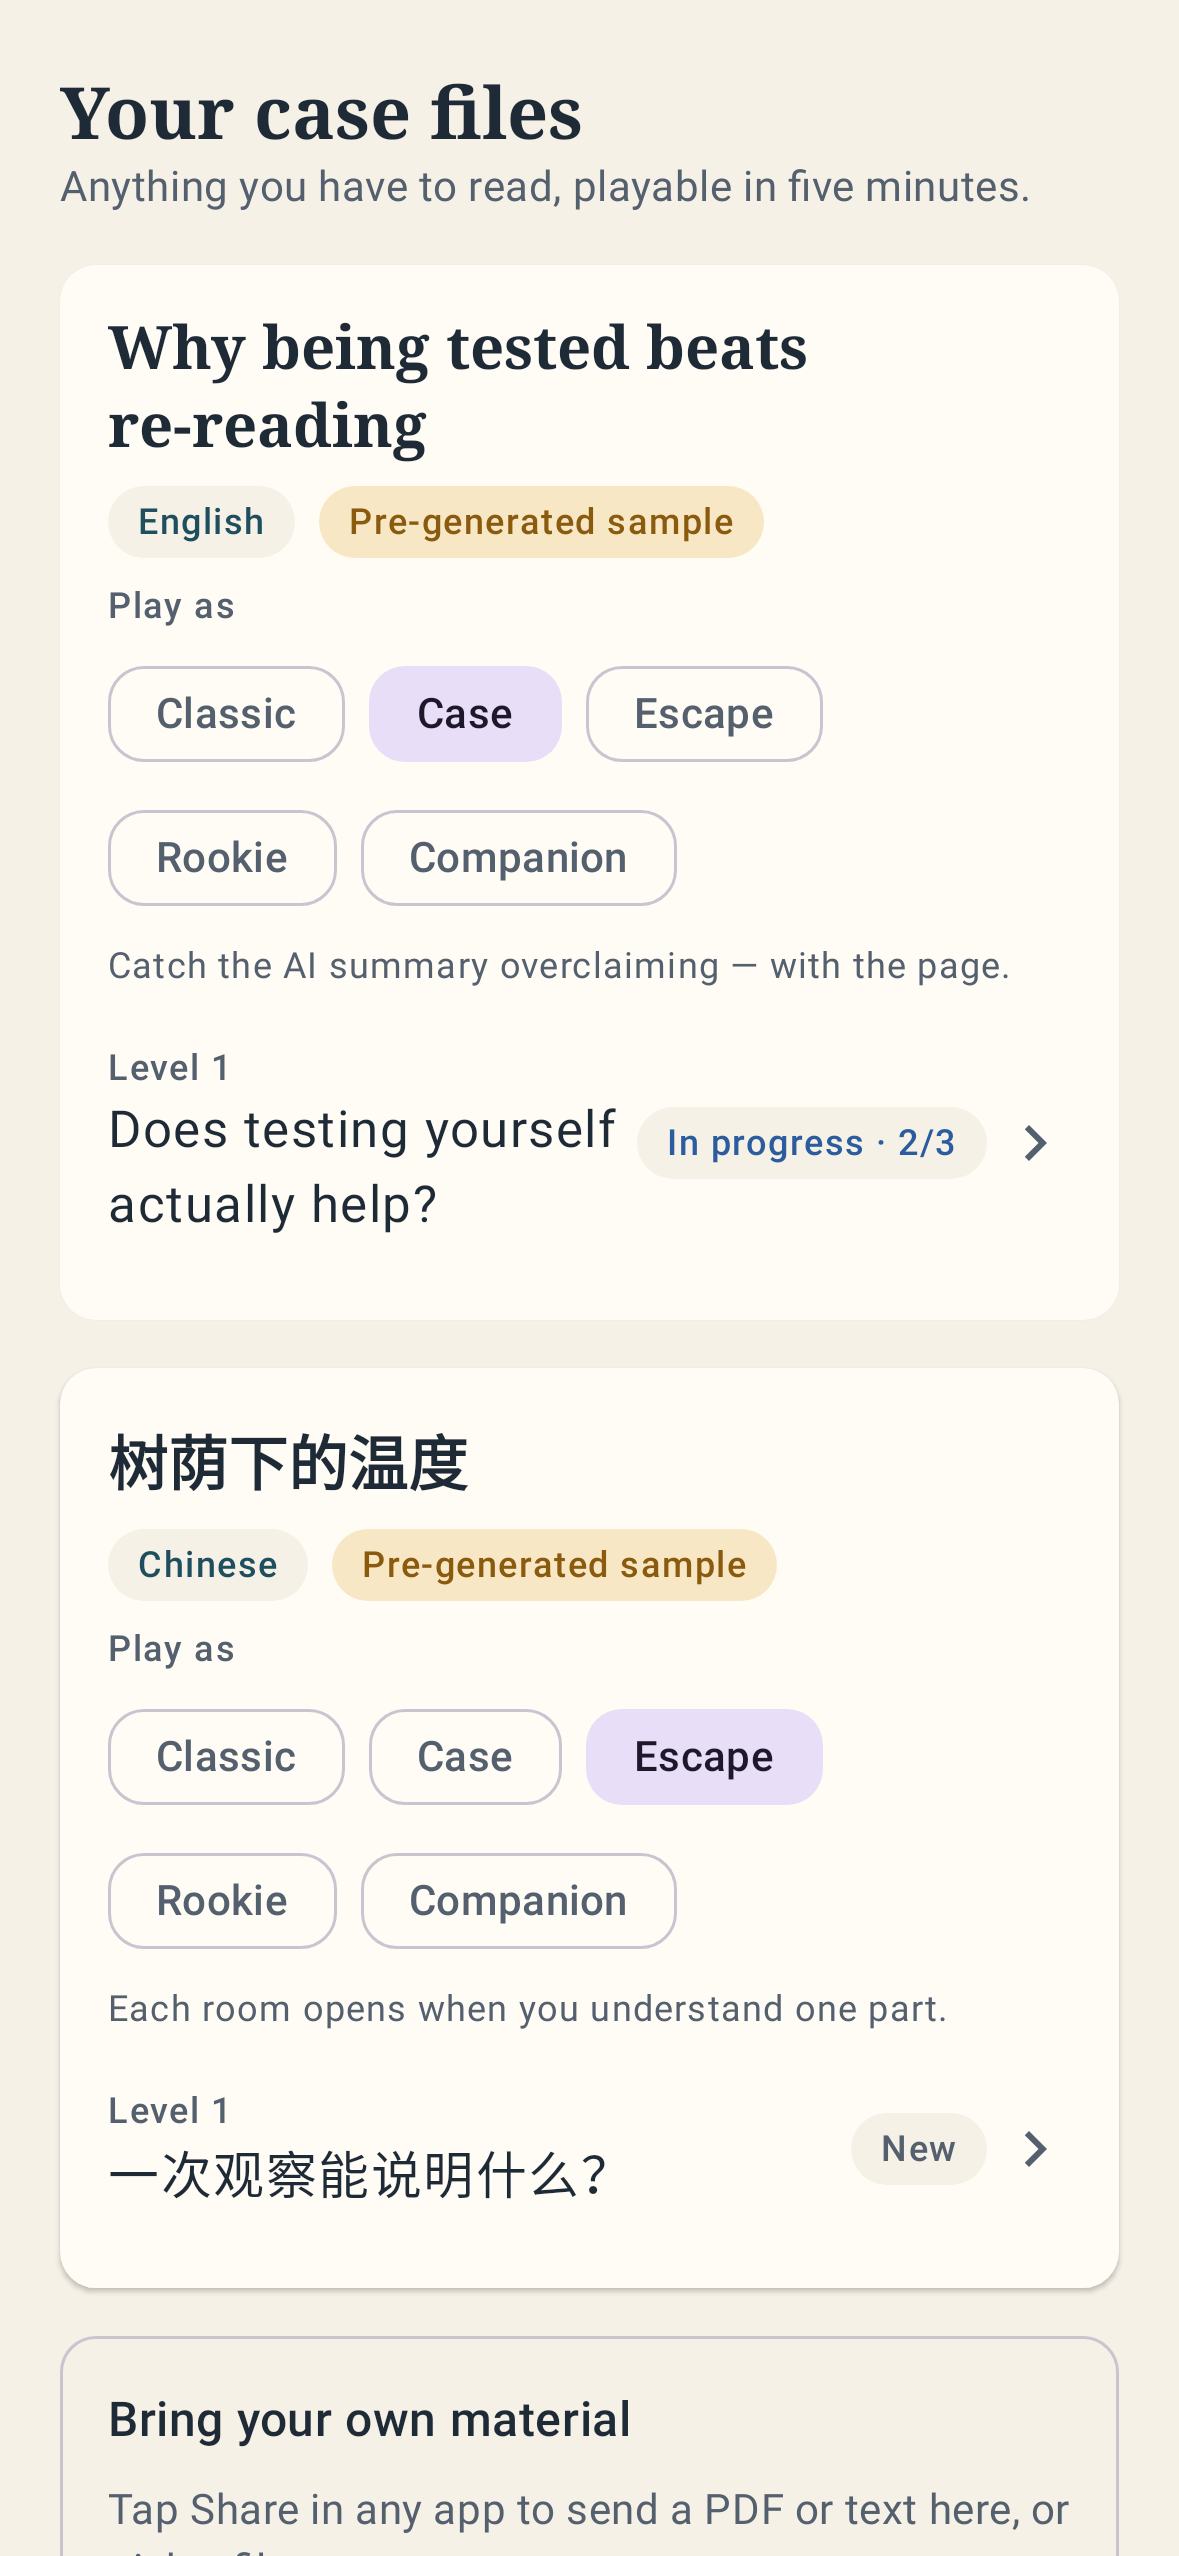 Your case files
Anything you have to read, playable in five minutes.
Why being tested beats
re-reading
English
Pre-generated sample
Play as
Classic
Case
Escape
Rookie
Companion
Catch the AI summary overclaiming — with the page.
Level 1
Does testing yourself
actually help?
In progress · 2/3
树荫下的温度
Chinese
Pre-generated sample
Play as
Classic
Case
Escape
Rookie
Companion
Each room opens when you understand one part.
Level 1
一次观察能说明什么？
New
Bring your own material
Tap Share in any app to send a PDF or text here, or